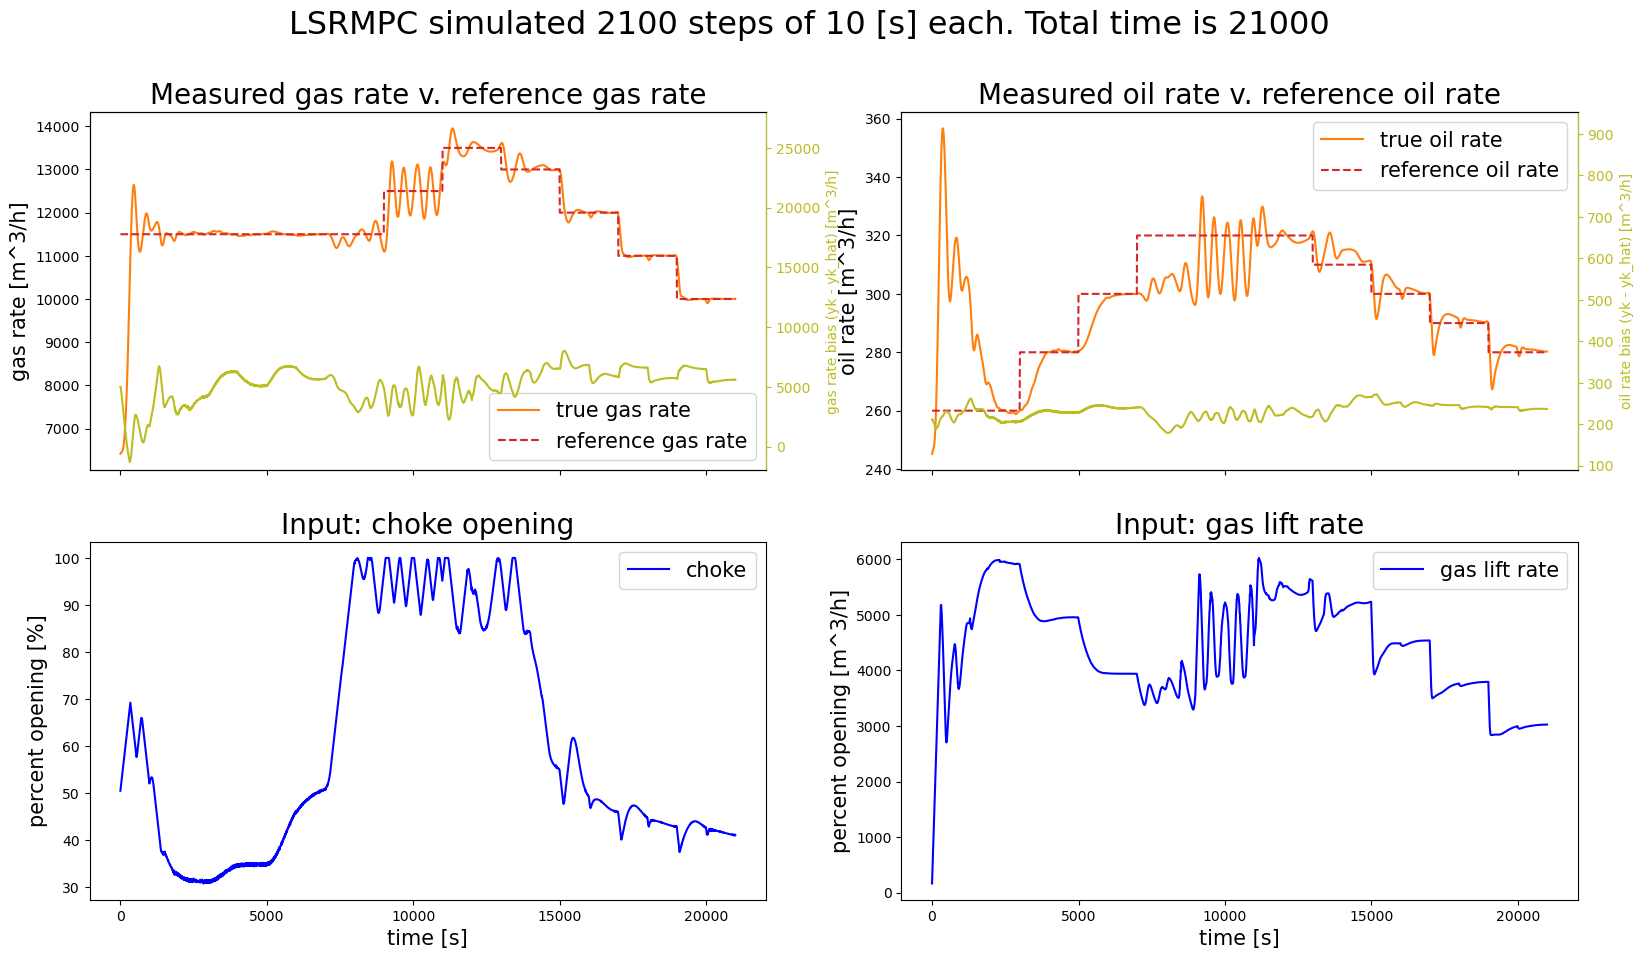 LSRMPC simulated 2100 steps of 10 [s] each. Total time is 21000
Measured gas rate v. reference gas rate
gas rate [m^3/h]
14000
13000
12000
11000
10000
9000
8000
7000
25000
20000
15000
10000
5000
0
gas rate bias (yk - yk_hat) [m^3/h]
true gas rate
reference gas rate
Measured oil rate v. reference oil rate
oil rate [m^3/h]
360
340
320
300
280
260
240
900
800
700
600
500
400
300
200
100
oil rate bias (yk - yk_hat) [m^3/h]
true oil rate
reference oil rate
Input: choke opening
percent opening [%]
100
90
80
70
60
50
40
30
choke
0
5000
10000
15000
20000
time [s]
Input: gas lift rate
percent opening [m^3/h]
6000
5000
4000
3000
2000
1000
0
gas lift rate
0
5000
10000
15000
20000
time [s]